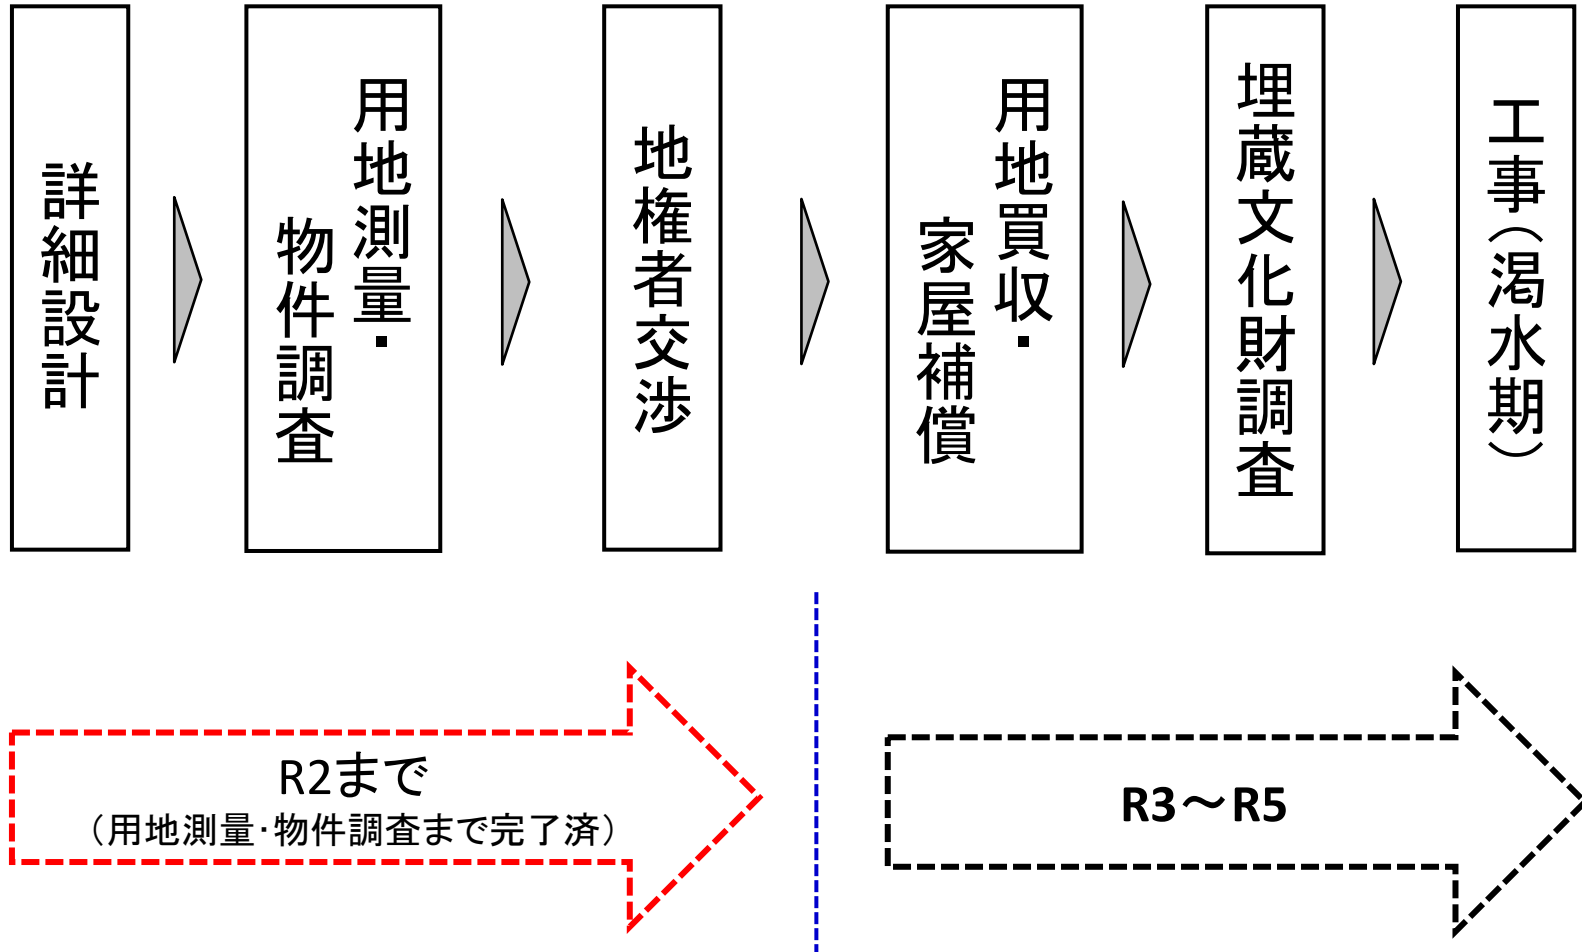 詳細設計
用地測量・
物件調査
地権者交渉
用地買収・
家屋補償
埋蔵文化財調査
工事（渇水期）
R2まで
（用地測量・物件調査まで完了済）
R3～R5